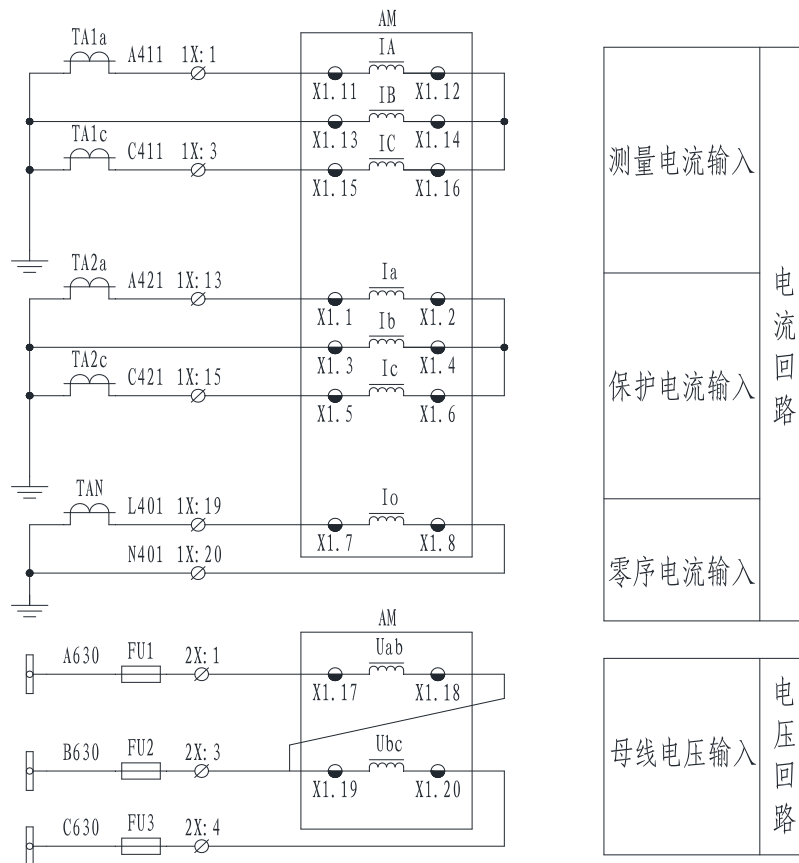 AM
TA1a A411 1X:1 IA
X1.11 X1.12
IB
X1.13 X1.14
TA1c C411 1X:3 IC
X1.15 X1.16
TA2a A421 1X:13 Ia
X1.1 X1.2
Ib
X1.3 X1.4
TA2c C421 1X:15 Ic
X1.5 X1.6
TAN L401 1X:19 Io
X1.7 X1.8
N401 1X:20
测量电流输入
保护电流输入
零序电流输入
电流回路
AM
A630 FU1 2X:1 Uab
X1.17 X1.18
B630 FU2 2X:3 Ubc
X1.19 X1.20
C630 FU3 2X:4
母线电压输入
电压回路